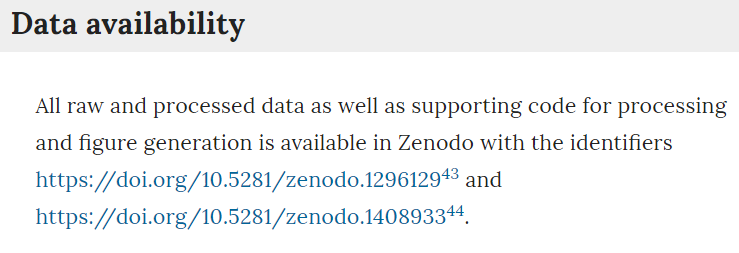 Data availability
All raw and processed data as well as supporting code for processing
and figure generation is available in Zenodo with the identifiers
https://doi.org/10.5281/zenodo.1296129⁴³ and
https://doi.org/10.5281/zenodo.1408933⁴⁴.